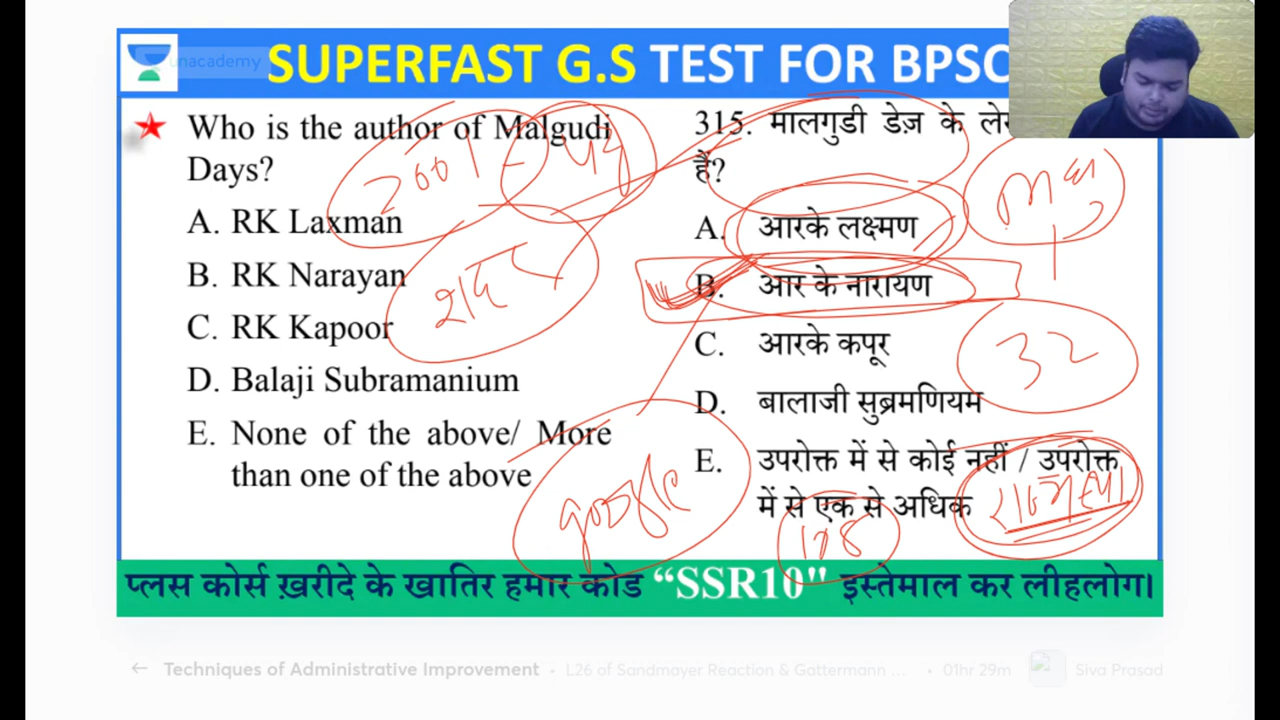 unacademy
SUPERFAST G.S TEST FOR BPSC
Who is the author of Malgudi
Days?
A. RK Laxman
B. RK Narayan
C. RK Kapoor
D. Balaji Subramanium
E. None of the above/ More
than one of the above
315. मालगुडी डेज़ के
हैं?
A. आरके लक्ष्मण
B. आर के नारायण
C. आरके कपूर
D. बालाजी सुब्रमणियम
E. उपरोक्त में से कोई नहीं / उपरोक्त
में से एक से अधिक
2001
32
google
178
प्लस कोर्स ख़रीदे के खातिर हमार कोड “SSR10" इस्तेमाल कर लीहलोग।
Techniques of Administrative Improvement • L26 of Sandmayer Reaction & Gattermann ... • 01hr 29m Siva Prasad